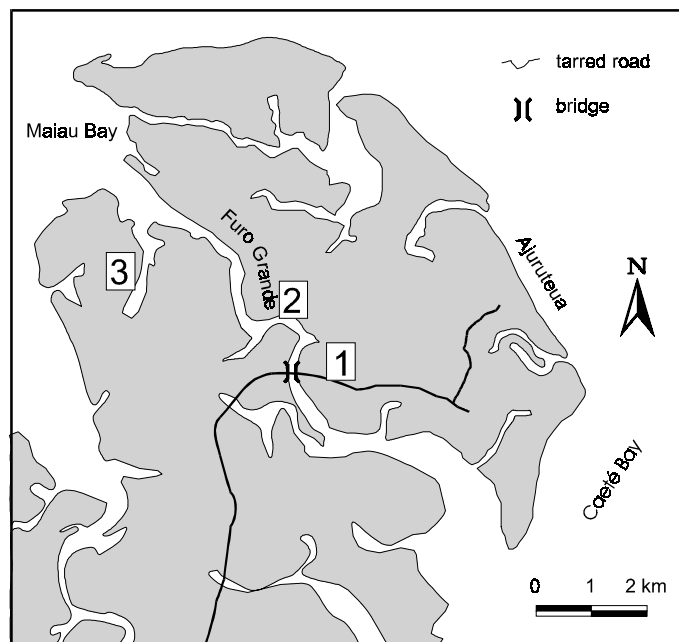 tarred road
bridge
Maiau Bay
Furo Grande
Ajuruteua
3
N
2
1
Caeté Bay
0 1 2 km